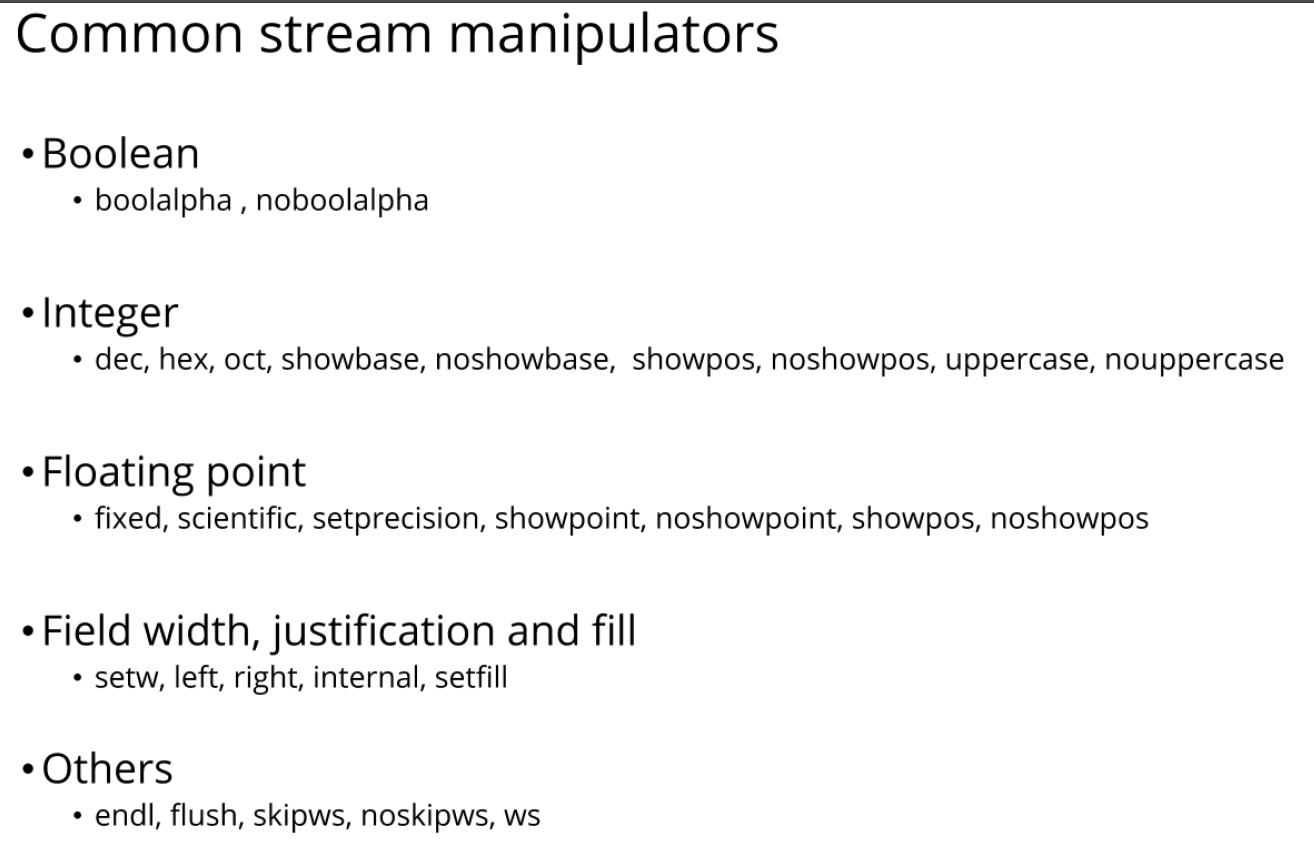 Common stream manipulators
• Boolean
• boolalpha , noboolalpha
• Integer
• dec, hex, oct, showbase, noshowbase,  showpos, noshowpos, uppercase, nouppercase
• Floating point
• fixed, scientific, setprecision, showpoint, noshowpoint, showpos, noshowpos
• Field width, justification and fill
• setw, left, right, internal, setfill
• Others
• endl, flush, skipws, noskipws, ws